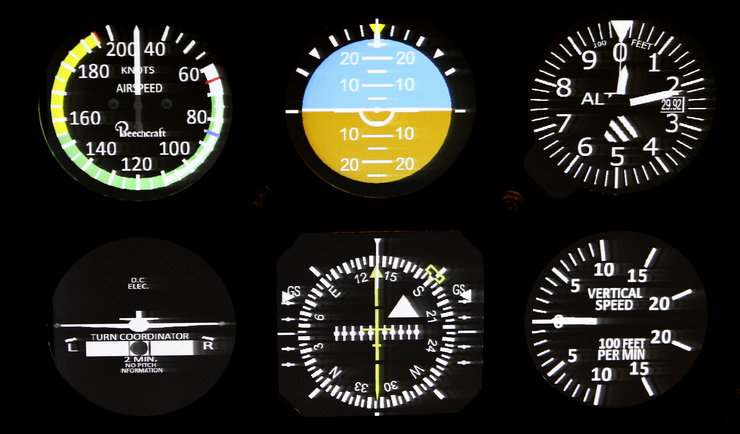 200 40
180 60
KNOTS
AIRSPEED
160 80
Beechcraft
140 100
120
20 20
10 10
10 10
20 20
0
100 FEET
9 1
8 2
AL
29.92
7 3
6 4
5
D.C.
ELEC.
TURN COORDINATOR
L R
2 MIN.
NO PITCH
INFORMATION
12 15
E S
GS GS
6 21
3 24
N W
33 30
10 15
5 20
VERTICAL
SPEED
100 FEET
PER MIN
5 20
10 15